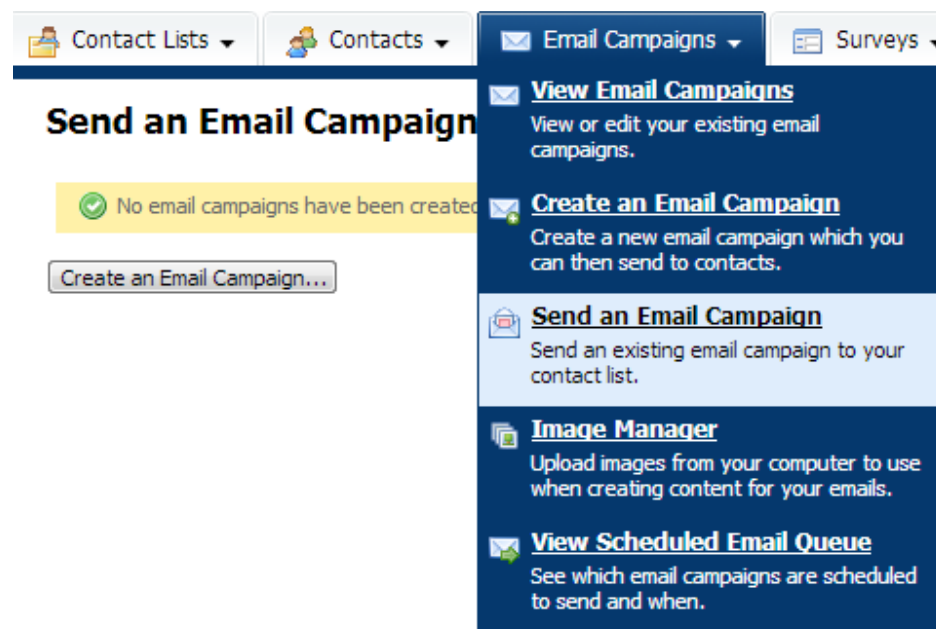 Contact Lists
Contacts
Email Campaigns
Surveys
Send an Email Campaign
No email campaigns have been created
Create an Email Campaign...
View Email Campaigns
View or edit your existing email
campaigns.
Create an Email Campaign
Create a new email campaign which you
can then send to contacts.
Send an Email Campaign
Send an existing email campaign to your
contact list.
Image Manager
Upload images from your computer to use
when creating content for your emails.
View Scheduled Email Queue
See which email campaigns are scheduled
to send and when.